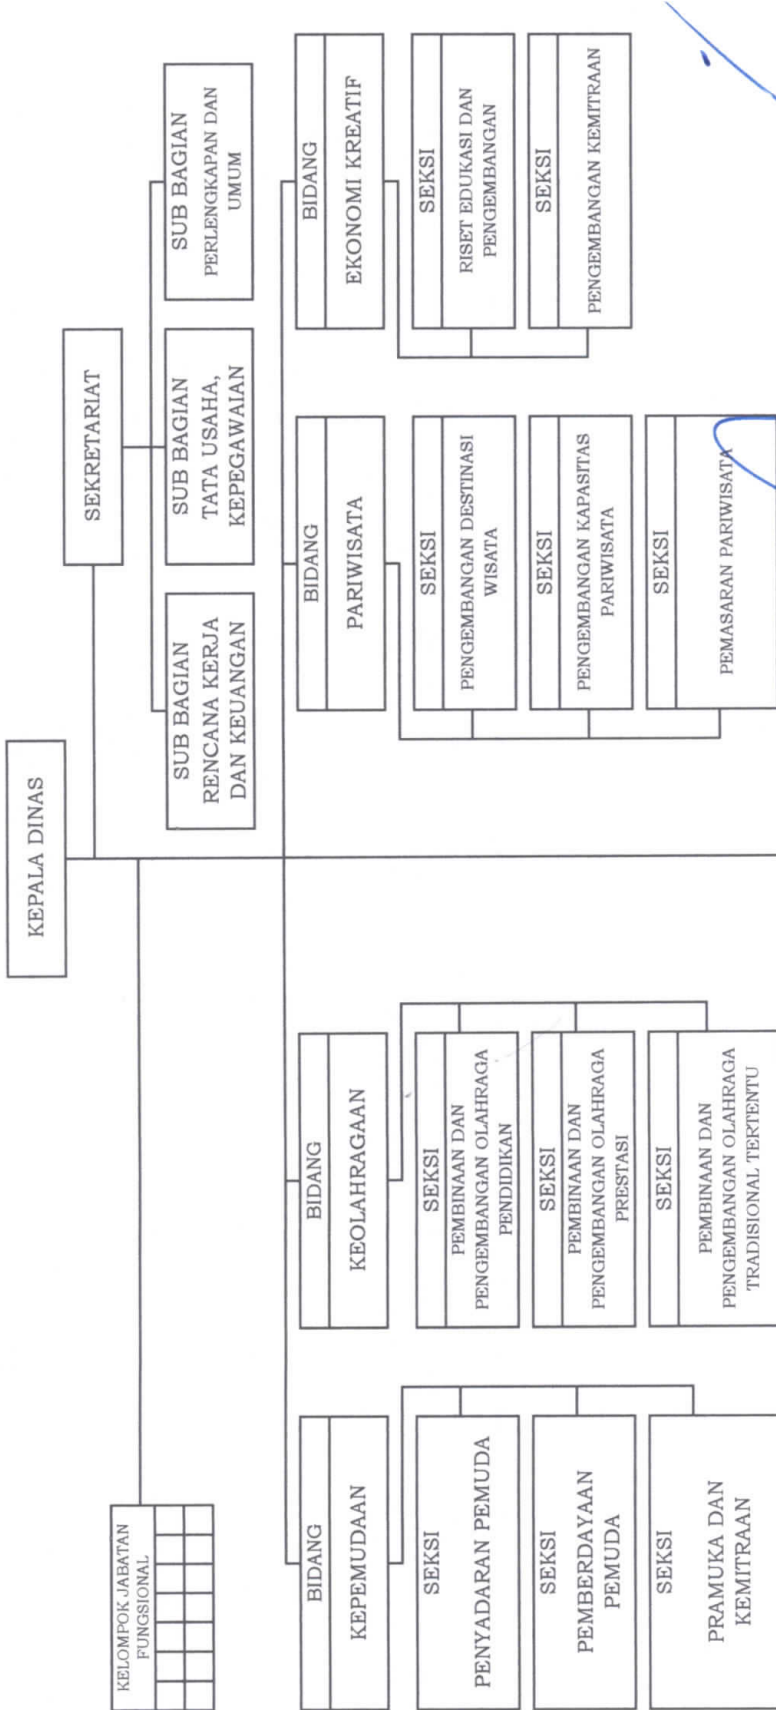 KEPALA DINAS
SEKRETARIAT
KELOMPOK JABATAN
FUNGSIONAL
SUB BAGIAN
RENCANA KERJA
DAN KEUANGAN
SUB BAGIAN
TATA USAHA,
KEPEGAWAIAN
SUB BAGIAN
PERLENGKAPAN DAN
UMUM
BIDANG
KEPEMUDAAN
SEKSI
PENYADARAN PEMUDA
SEKSI
PEMBERDAYAAN
PEMUDA
SEKSI
PRAMUKA DAN
KEMITRAAN
BIDANG
KEOLAHRAGAAN
SEKSI
PEMBINAAN DAN
PENGEMBANGAN OLAHRAGA
PENDIDIKAN
SEKSI
PEMBINAAN DAN
PENGEMBANGAN OLAHRAGA
PRESTASI
SEKSI
PEMBINAAN DAN
PENGEMBANGAN OLAHRAGA
TRADISIONAL TERTENTU
BIDANG
PARIWISATA
SEKSI
PENGEMBANGAN DESTINASI
WISATA
SEKSI
PENGEMBANGAN KAPASITAS
PARIWISATA
SEKSI
PEMASARAN PARIWISATA
BIDANG
EKONOMI KREATIF
SEKSI
RISET EDUKASI DAN
PENGEMBANGAN
SEKSI
PENGEMBANGAN KEMITRAAN